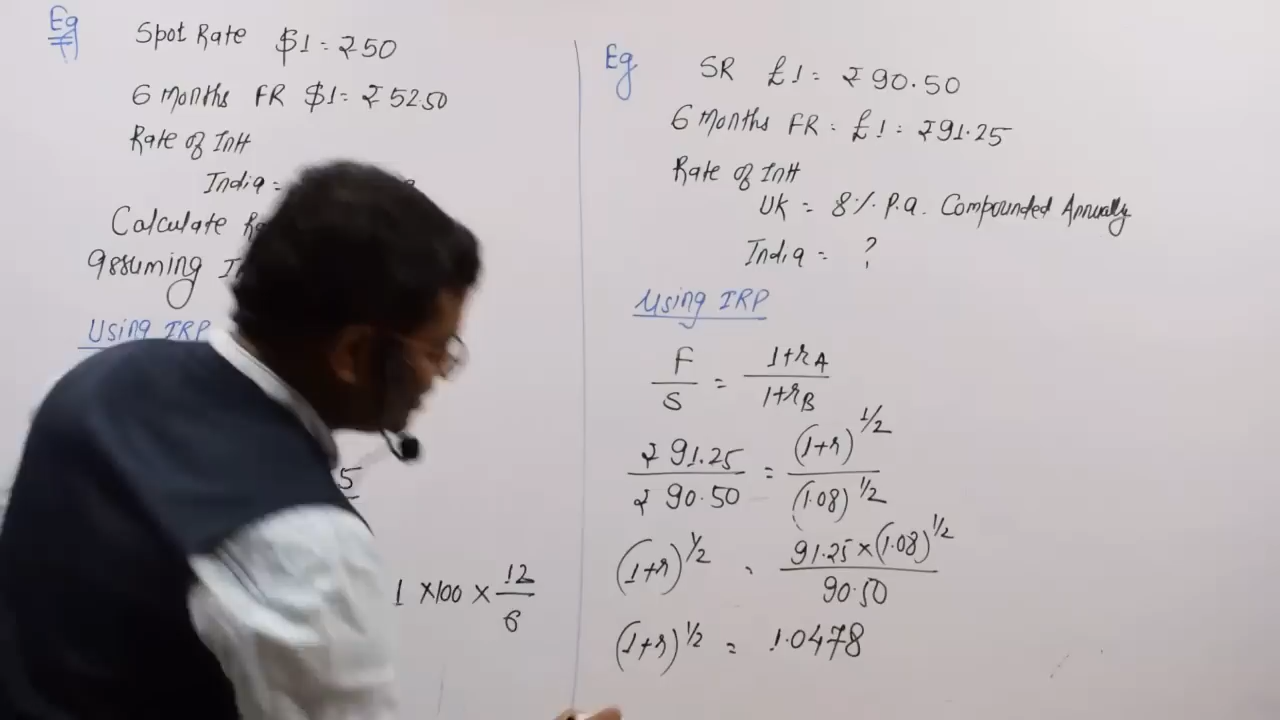 Eg
Spot Rate $1 = ₹50
6 Months FR $1 = ₹52.50
Rate of Intt
India =
Calculate
Assuming
Using IRP
5
1 ×100 × 12/6
Eg
SR £1 = ₹90.50
6 Months FR = £1 = ₹91.25
Rate of Intt
UK = 8% P.a. Compounded Annually
India = ?
Using IRP
F/S = 1+rA/1+rB
₹91.25/₹90.50 = (1+r)^1/2/(1.08)^1/2
(1+r)^1/2 = 91.25×(1.08)^1/2/90.50
(1+r)^1/2 = 1.0478